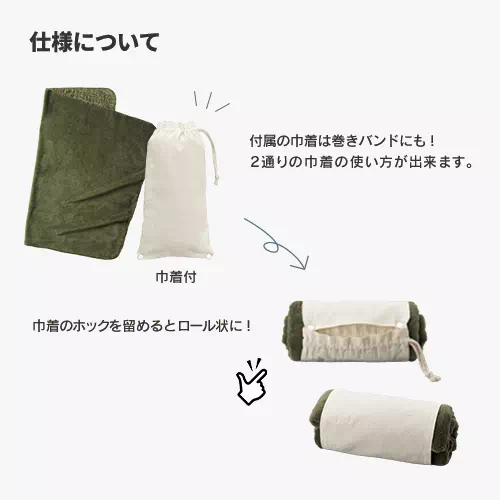 仕様について
付属の巾着は巻きバンドにも！
２通りの巾着の使い方が出来ます。
巾着付
巾着のホックを留めるとロール状に！